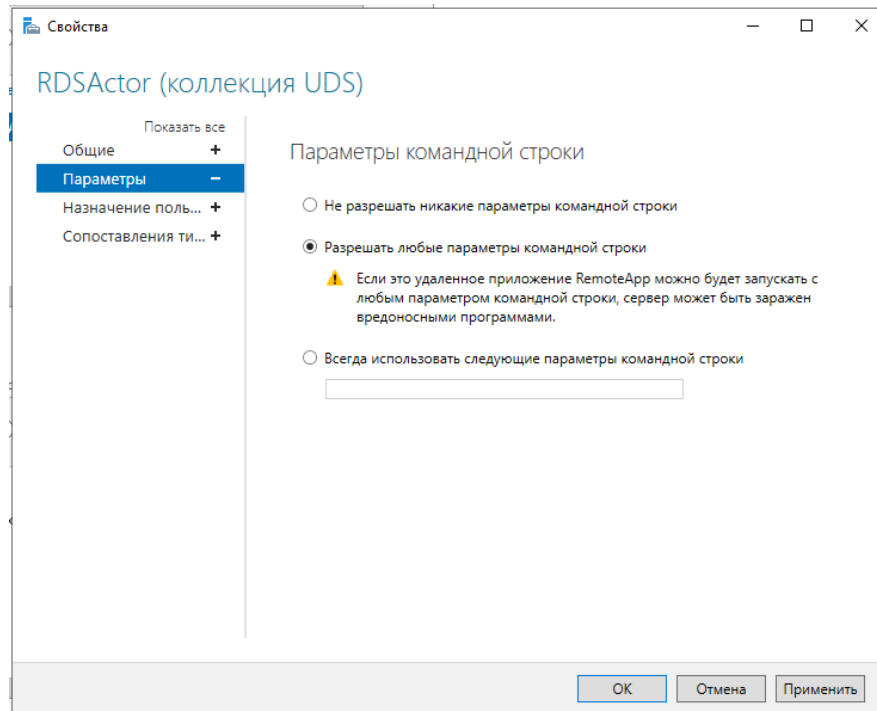 Свойства
RDSActor (коллекция UDS)
Показать все
Общие +
Параметры –
Назначение поль... +
Сопоставления ти... +
Параметры командной строки
Не разрешать никакие параметры командной строки
Разрешать любые параметры командной строки
Если это удаленное приложение RemoteApp можно будет запускать с
любым параметром командной строки, сервер может быть заражен
вредоносными программами.
Всегда использовать следующие параметры командной строки
ОК
Отмена
Применить